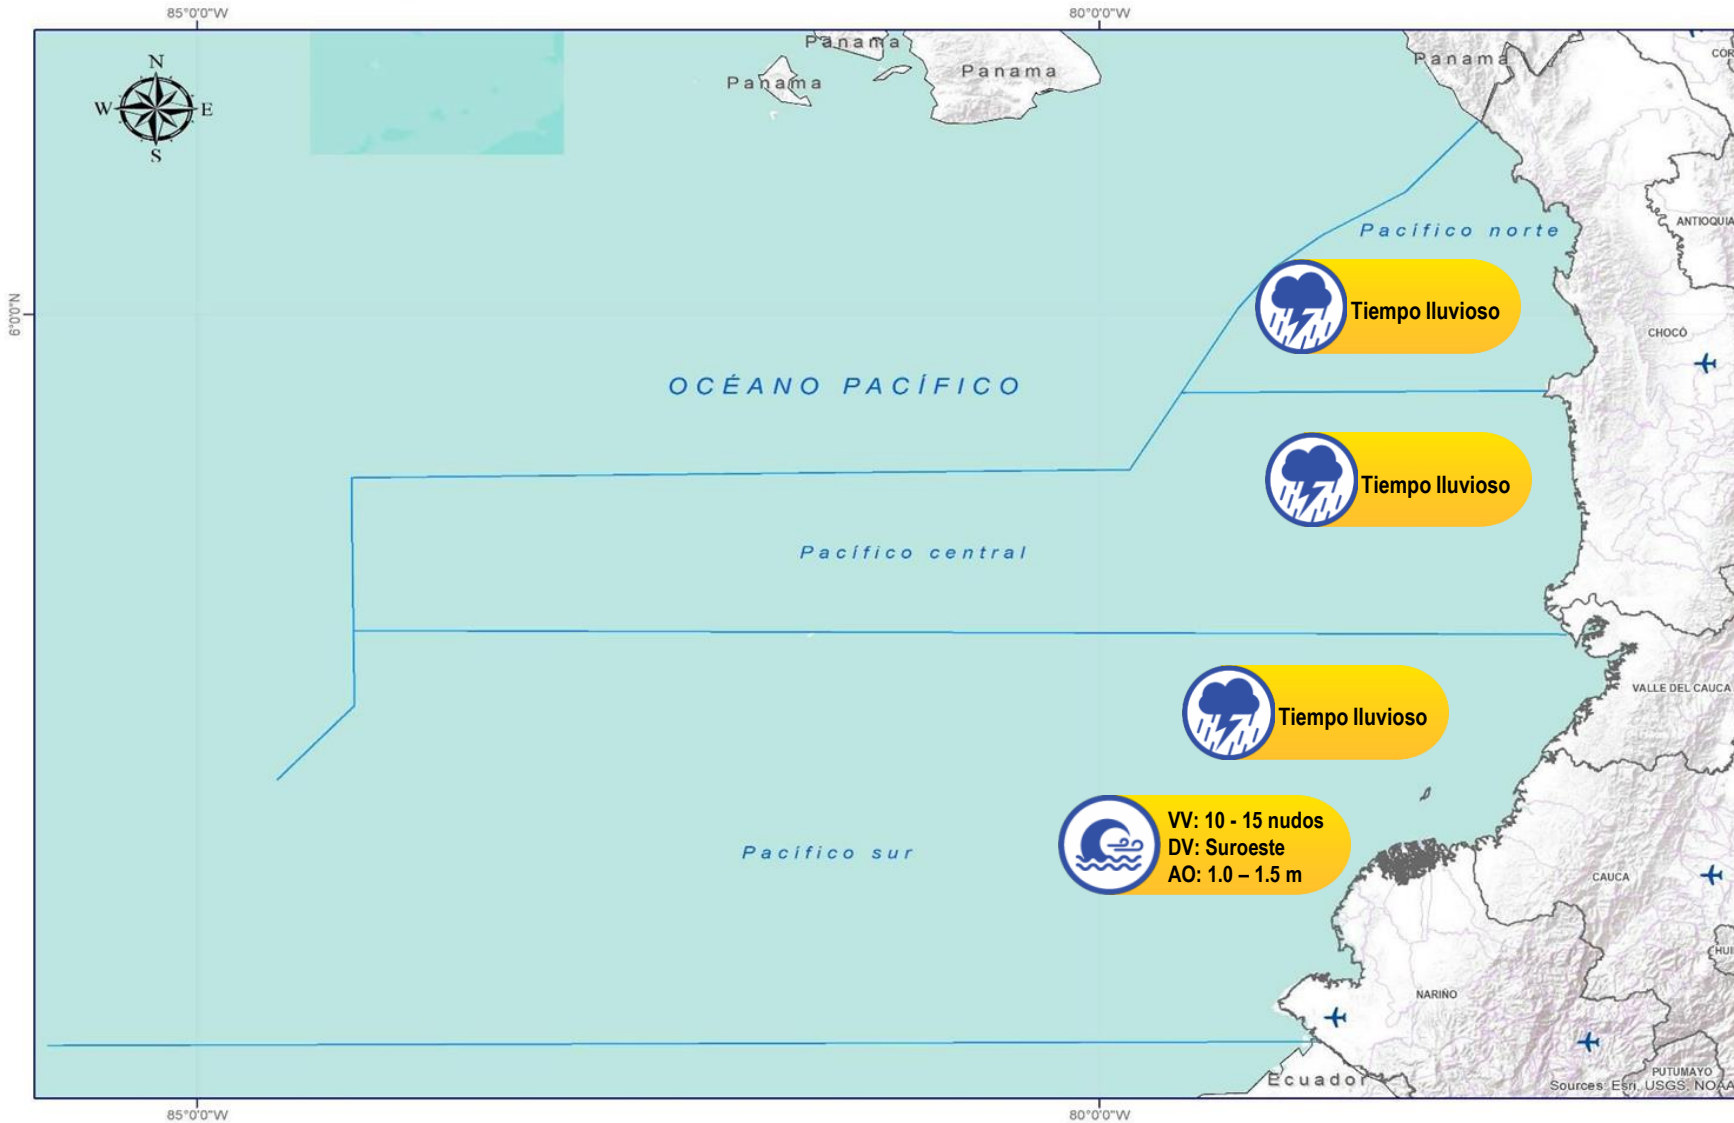 85°0'0"W
80°0'0"W
N
W
E
S
Panama
Panama
Panama
Panama
ANTIOQUIA
Pacífico norte
6°0'0"N
Tiempo lluvioso
CHOCÓ
OCÉANO PACÍFICO
Tiempo lluvioso
Pacífico central
VALLE DEL CAUCA
Tiempo lluvioso
VV: 10 - 15 nudos
DV: Suroeste
AO: 1.0 – 1.5 m
Pacífico sur
CAUCA
NARIÑO
PUTUMAYO
Ecuador
Sources: Esri, USGS, NOAA
85°0'0"W
80°0'0"W